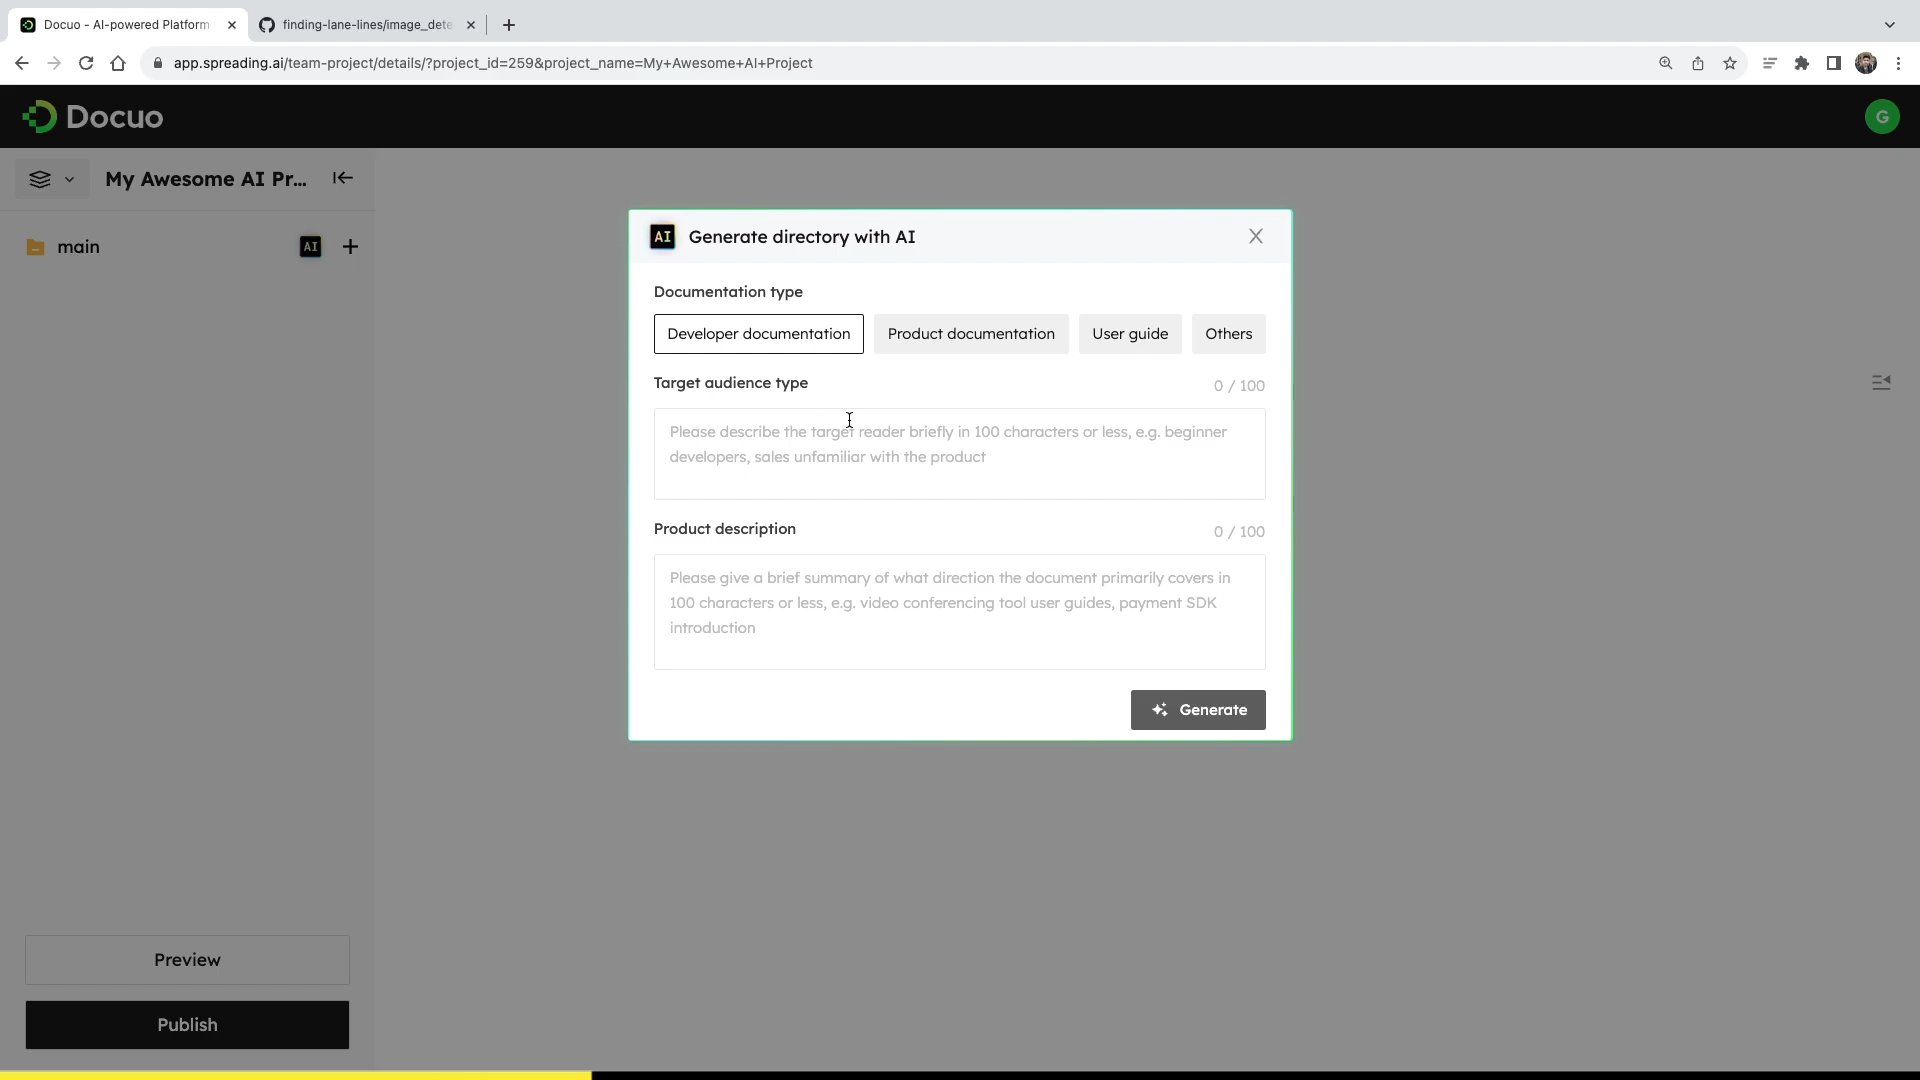 Docuo - AI-powered Platform
finding-lane-lines/image_dete
app.spreading.ai/team-project/details/?project_id=259&project_name=My+Awesome+AI+Project
Docuo
G
My Awesome AI Pr...
main
AI
AI
Generate directory with AI
Documentation type
Developer documentation
Product documentation
User guide
Others
Target audience type
0 / 100
Please describe the target reader briefly in 100 characters or less, e.g. beginner
developers, sales unfamiliar with the product
Product description
0 / 100
Please give a brief summary of what direction the document primarily covers in
100 characters or less, e.g. video conferencing tool user guides, payment SDK
introduction
Generate
Preview
Publish